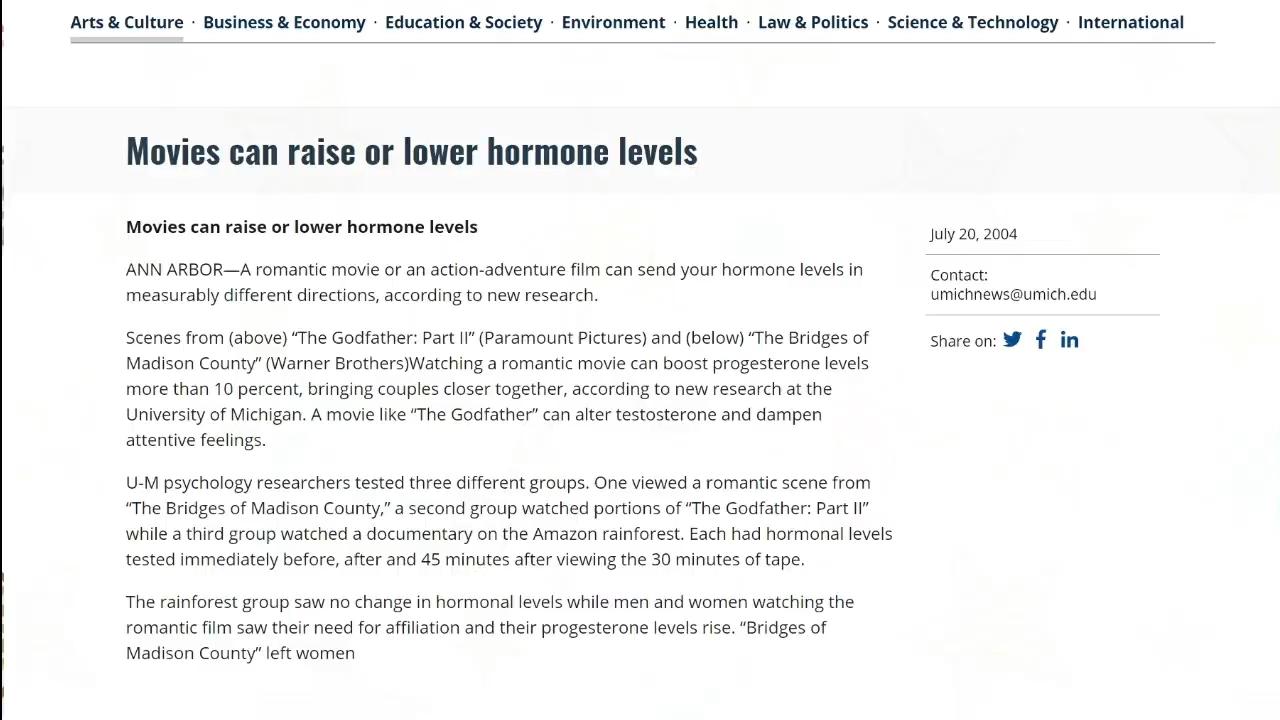 Arts & Culture · Business & Economy · Education & Society · Environment · Health · Law & Politics · Science & Technology · International
Movies can raise or lower hormone levels
Movies can raise or lower hormone levels
ANN ARBOR—A romantic movie or an action-adventure film can send your hormone levels in
measurably different directions, according to new research.
Scenes from (above) “The Godfather: Part II” (Paramount Pictures) and (below) “The Bridges of
Madison County” (Warner Brothers)Watching a romantic movie can boost progesterone levels
more than 10 percent, bringing couples closer together, according to new research at the
University of Michigan. A movie like “The Godfather” can alter testosterone and dampen
attentive feelings.
U-M psychology researchers tested three different groups. One viewed a romantic scene from
“The Bridges of Madison County,” a second group watched portions of “The Godfather: Part II”
while a third group watched a documentary on the Amazon rainforest. Each had hormonal levels
tested immediately before, after and 45 minutes after viewing the 30 minutes of tape.
The rainforest group saw no change in hormonal levels while men and women watching the
romantic film saw their need for affiliation and their progesterone levels rise. “Bridges of
Madison County” left women
July 20, 2004
Contact:
umichnews@umich.edu
Share on: